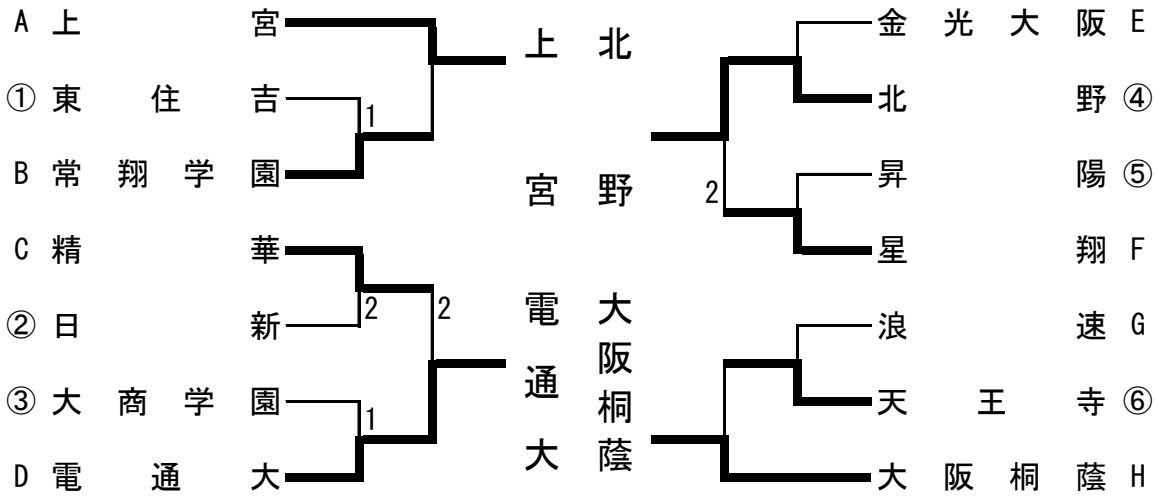 A 上宮
① 東住吉
1
B 常翔学園
C 精華
2
② 日新
2
③ 大商学園
1
D 電通大
上宮
北野
電通大
大阪桐蔭
金光大阪 E
北野 ④
昇陽 ⑤
2
星翔 F
浪速 G
天王寺 ⑥
大阪桐蔭 H